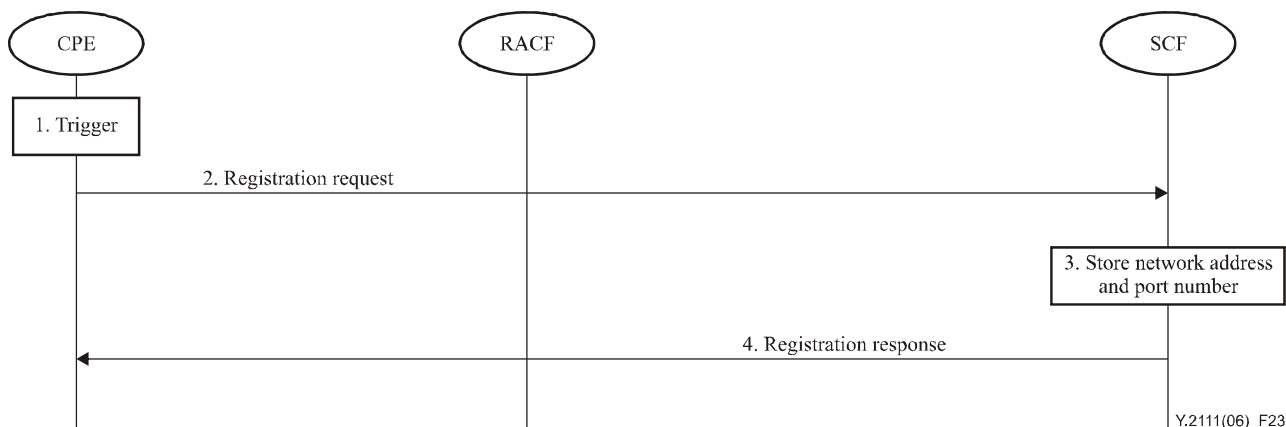 CPE
RACF
SCF
1. Trigger
2. Registration request
3. Store network address
and port number
4. Registration response
Y.2111(06)_F23